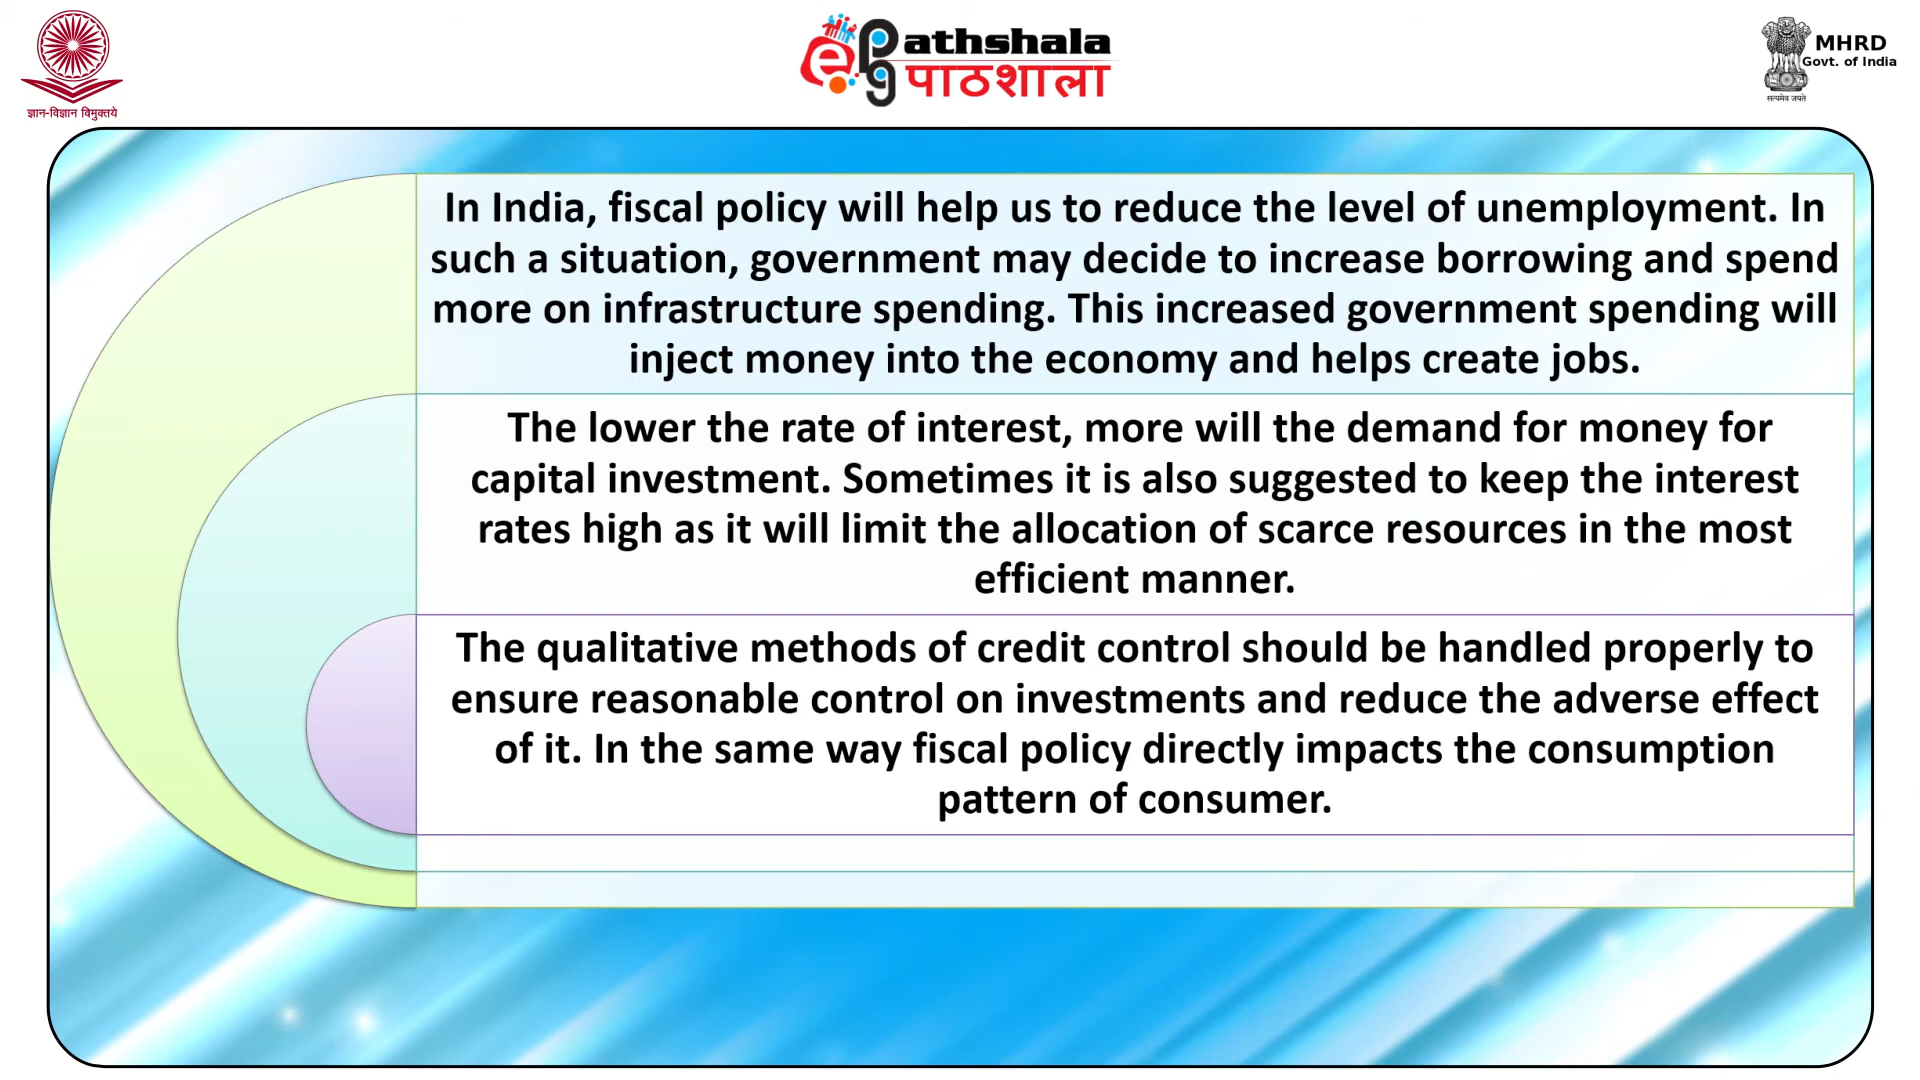 ज्ञान-विज्ञान विमुक्तये
e pg athshala
पाठशाला
MHRD
Govt. of India
सत्यमेव जयते
In India, fiscal policy will help us to reduce the level of unemployment. In
such a situation, government may decide to increase borrowing and spend
more on infrastructure spending. This increased government spending will
inject money into the economy and helps create jobs.
The lower the rate of interest, more will the demand for money for
capital investment. Sometimes it is also suggested to keep the interest
rates high as it will limit the allocation of scarce resources in the most
efficient manner.
The qualitative methods of credit control should be handled properly to
ensure reasonable control on investments and reduce the adverse effect
of it. In the same way fiscal policy directly impacts the consumption
pattern of consumer.